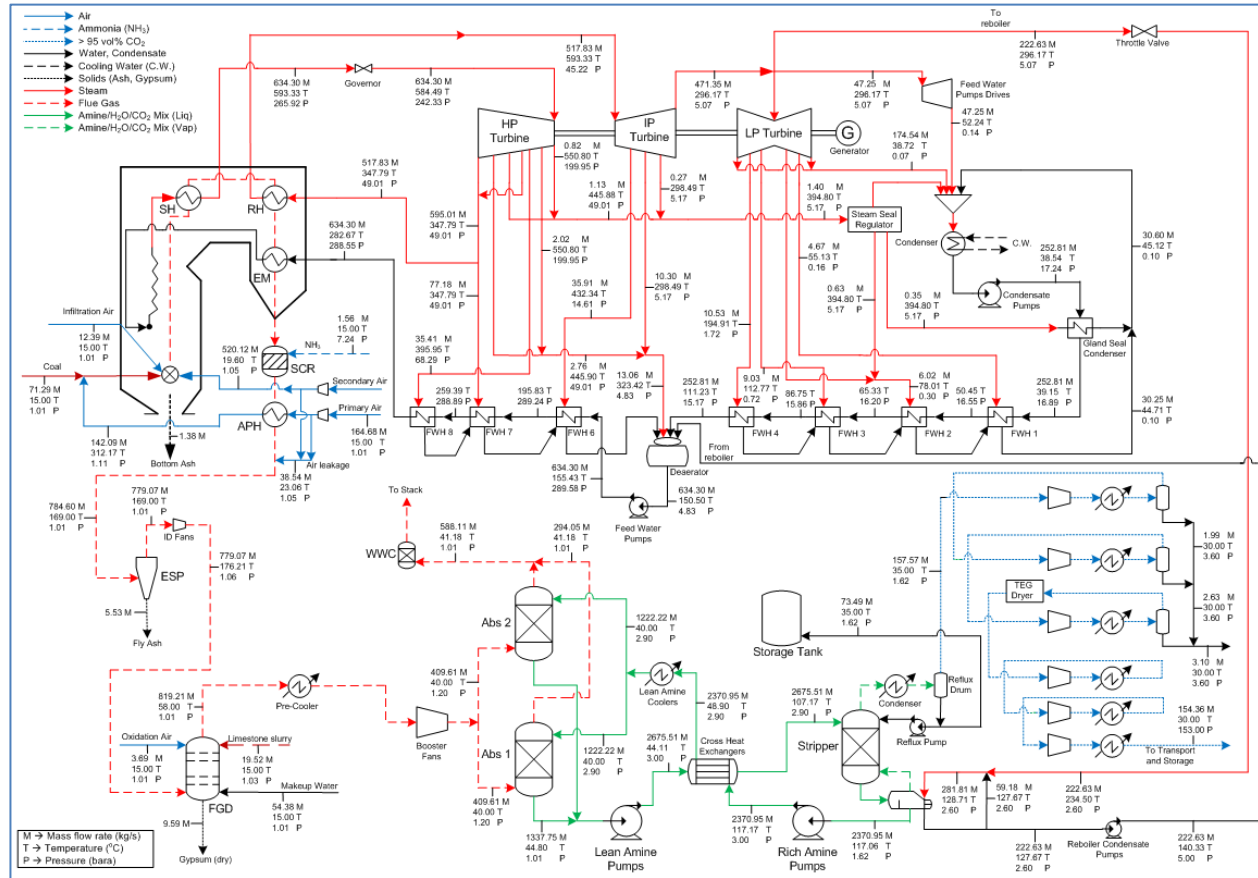 Air
Ammonia (NH₃)
> 95 vol% CO₂
Water, Condensate
Cooling Water (C.W.)
Solids (Ash, Gypsum)
Steam
Flue Gas
Amine/H₂O/CO₂ Mix (Liq)
Amine/H2O/CO₂ Mix (Vap)
634.30 M
593.33 T
265.92 P
Governor
634.30 M
584.49 T
242.33 P
517.83 M
593.33 T
45.22 P
471.35 M
296.17 T
5.07 P
47.25 M
296.17 T
5.07 P
To
reboiler
222.63 M
296.17 T
5.07 P
Throttle Valve
Feed Water
Pumps Drives
47.25 M
52.24 T
0.14 P
HP
Turbine
IP
Turbine
LP Turbine
G
Generator
174.54 M
38.72 T
0.07 P
0.82 M
550.80 T
199.95 P
1.13 M
445.88 T
49.01 P
0.27 M
298.49 T
5.17 P
1.40 M
394.80 T
5.17 P
Steam Seal
Regulator
Condenser
C.W.
Condensate
Pumps
252.81 M
38.54 T
17.24 P
30.60 M
45.12 T
0.10 P
Gland Seal
Condenser
SH
RH
EM
517.83 M
347.79 T
49.01 P
634.30 M
282.67 T
288.55 P
595.01 M
347.79 T
49.01 P
77.18 M
347.79 T
49.01 P
2.02 M
550.80 T
199.95 P
35.91 M
432.34 T
14.61 P
10.30 M
298.49 T
5.17 P
4.67 M
55.13 T
0.16 P
0.63 M
394.80 T
5.17 P
0.35 M
394.80 T
5.17 P
10.53 M
194.91 T
1.72 P
Infiltration Air
12.39 M
15.00 T
1.01 P
Coal
71.29 M
15.00 T
1.01 P
520.12 M
19.60 T
1.05 P
1.56 M
15.00 T
7.24 P
NH₃
SCR
Secondary Air
Primary Air
164.68 M
15.00 T
1.01 P
APH
142.09 M
312.17 T
1.11 P
1.38 M
Bottom Ash
Air leakage
38.54 M
23.06 T
1.05 P
35.41 M
395.95 T
68.29 P
259.39 T
288.89 P
195.83 T
289.24 P
2.76 M
445.90 T
49.01 P
13.06 M
323.42 T
4.83 P
252.81 M
111.23 T
15.17 P
9.03 M
112.77 T
0.72 P
86.75 T
15.86 P
65.33 T
16.20 P
6.02 M
78.01 T
0.30 P
50.45 T
16.55 P
252.81 M
39.15 T
16.89 P
30.25 M
44.71 T
0.10 P
FWH 8
FWH 7
FWH 6
FWH 4
FWH 3
FWH 2
FWH 1
Deaerator
From
reboiler
634.30 M
155.43 T
289.58 P
634.30 M
150.50 T
4.83 P
Feed Water
Pumps
784.60 M
169.00 T
1.01 P
779.07 M
169.00 T
1.01 P
ID Fans
779.07 M
176.21 T
1.06 P
ESP
5.53 M
Fly Ash
To Stack
WWC
588.11 M
41.18 T
1.01 P
294.05 M
41.18 T
1.01 P
Abs 2
Abs 1
1222.22 M
40.00 T
2.90 P
1222.22 M
40.00 T
2.90 P
Lean Amine
Coolers
2370.95 M
48.90 T
2.90 P
2675.51 M
44.11 T
3.00 P
Cross Heat
Exchangers
2675.51 M
107.17 T
2.90 P
Storage Tank
73.49 M
35.00 T
1.62 P
157.57 M
35.00 T
1.62 P
Condenser
Reflux
Drum
Reflux Pump
Stripper
TEG
Dryer
1.99 M
30.00 T
3.60 P
2.63 M
30.00 T
3.60 P
3.10 M
30.00 T
3.60 P
154.36 M
30.00 T
153.00 P
To Transport
and Storage
819.21 M
58.00 T
1.01 P
Pre-Cooler
409.61 M
40.00 T
1.20 P
Booster
Fans
409.61 M
40.00 T
1.20 P
Oxidation Air
3.69 M
15.00 T
1.01 P
Limestone slurry
19.52 M
15.00 T
1.03 P
Makeup Water
54.38 M
15.00 T
1.01 P
FGD
9.59 M
Gypsum (dry)
1337.75 M
44.80 T
1.01 P
Lean Amine
Pumps
2370.95 M
117.17 T
3.00 P
Rich Amine
Pumps
2370.95 M
117.06 T
1.62 P
281.81 M
128.71 T
2.60 P
59.18 M
127.67 T
2.60 P
222.63 M
234.50 T
2.60 P
222.63 M
127.67 T
2.60 P
Reboiler Condensate
Pumps
222.63 M
140.33 T
5.00 P
M → Mass flow rate (kg/s)
T → Temperature (°C)
P → Pressure (bara)